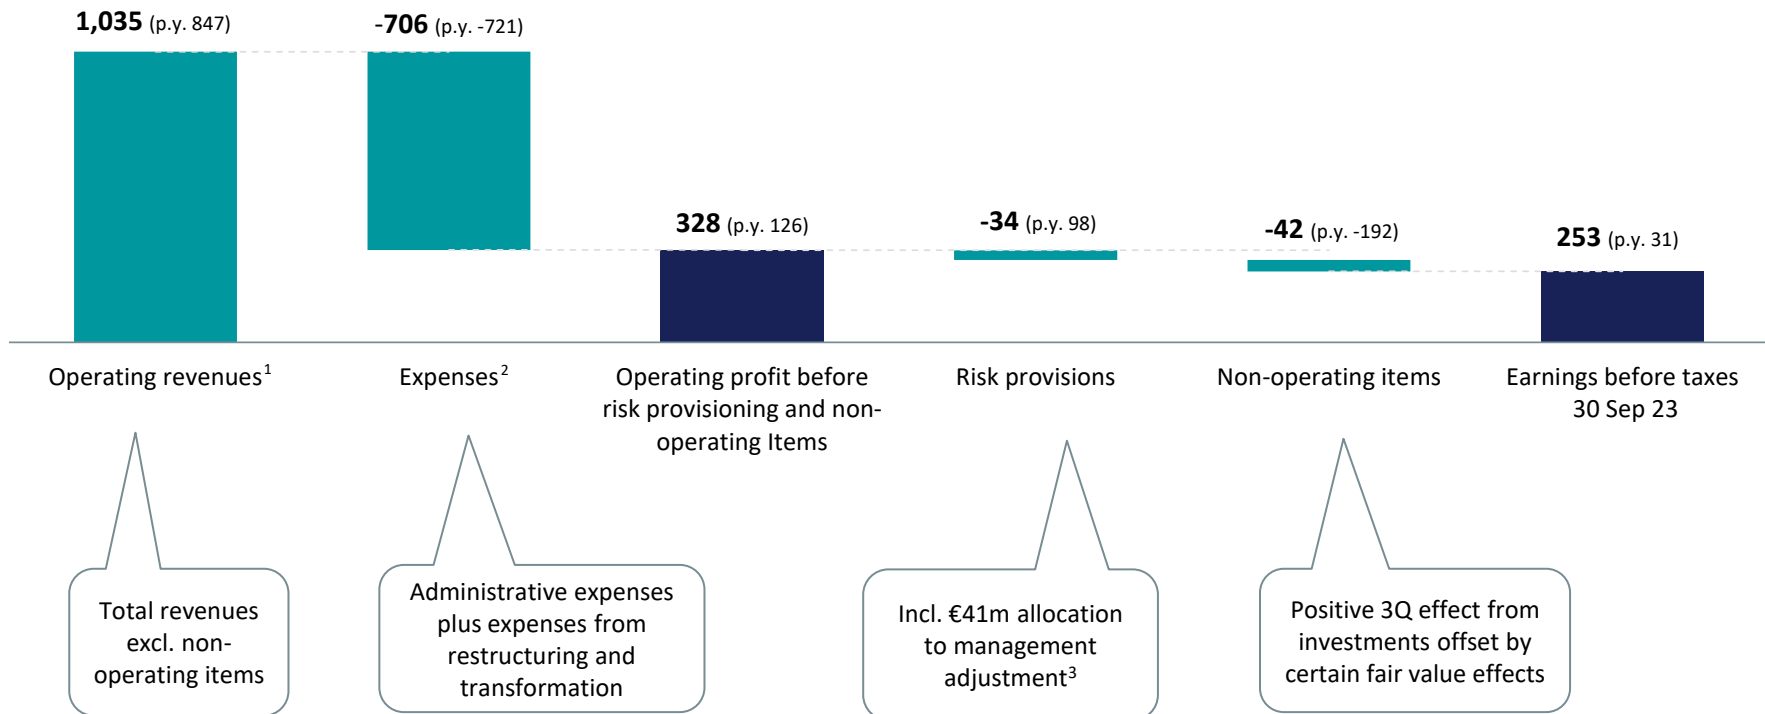 1,035 (p.y. 847)
-706 (p.y. -721)
328 (p.y. 126)
-34 (p.y. 98)
-42 (p.y. -192)
253 (p.y. 31)
Operating revenues¹
Expenses²
Operating profit before
risk provisioning and non-
operating Items
Risk provisions
Non-operating items
Earnings before taxes
30 Sep 23
Total revenues
excl. non-
operating items
Administrative expenses
plus expenses from
restructuring and
transformation
Incl. €41m allocation
to management
adjustment³
Positive 3Q effect from
investments offset by
certain fair value effects